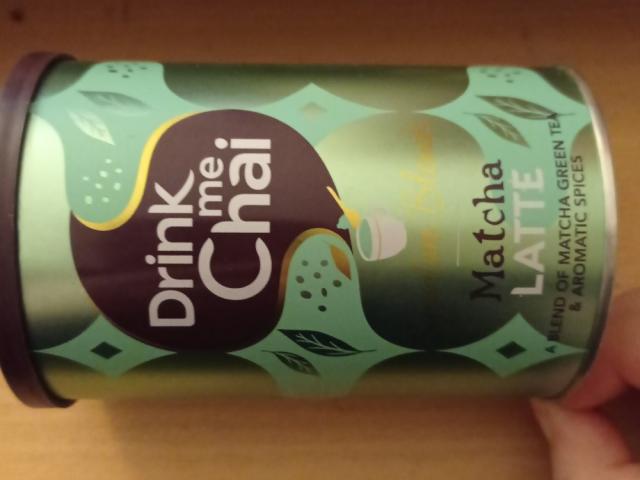 Drink
me
Chai
Matcha
LATTE
A BLEND OF MATCHA GREEN TEA
& AROMATIC SPICES